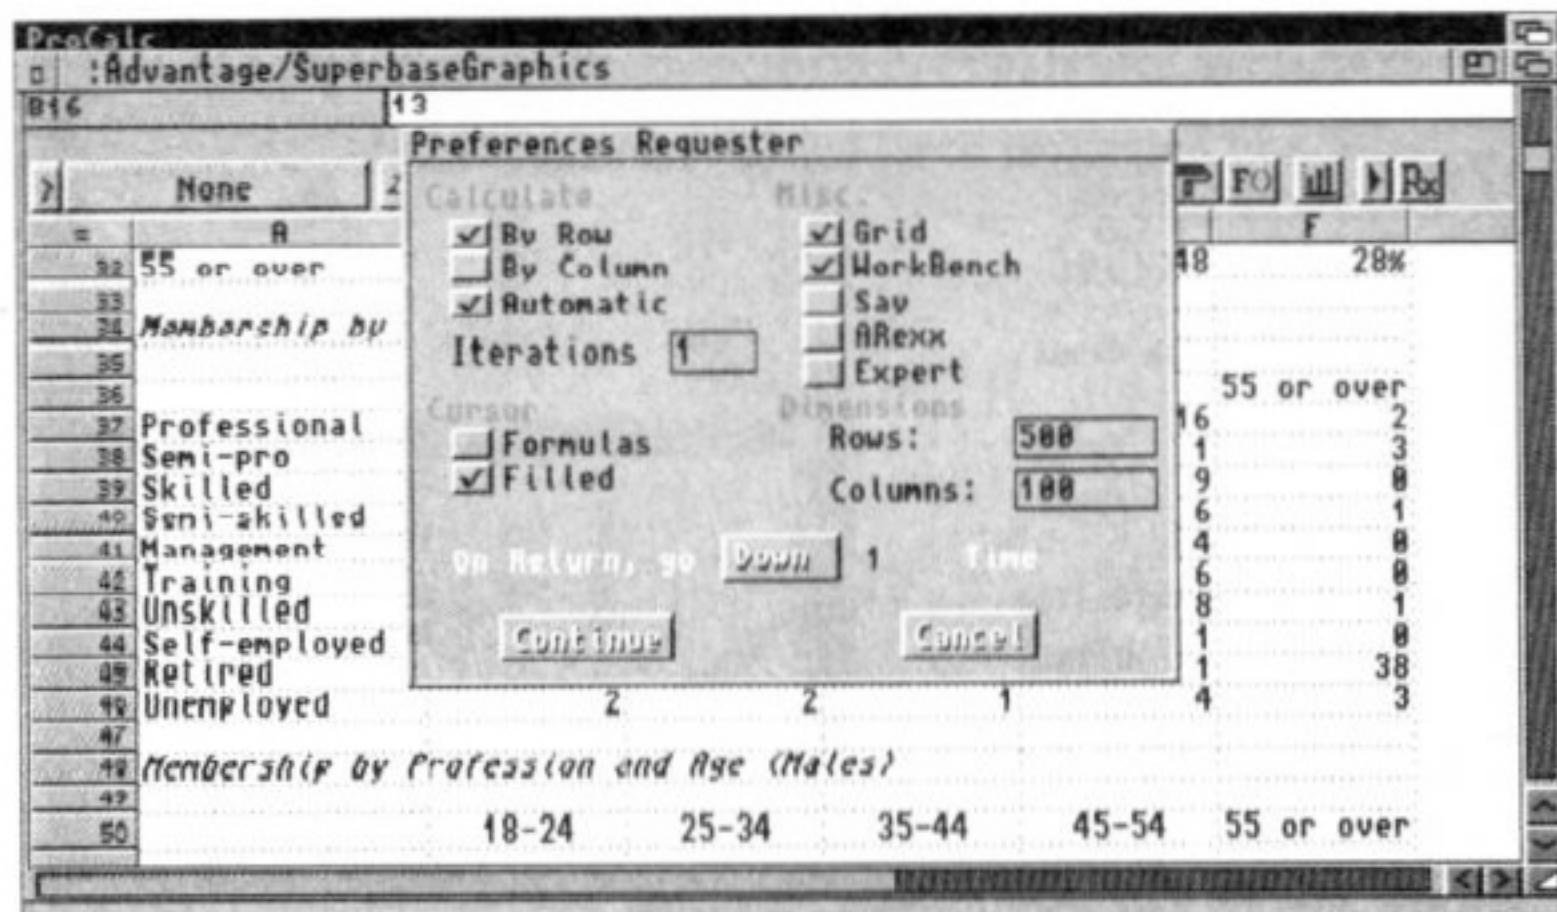 ProCalc
:Advantage/SuperbaseGraphics
B16 13
Preferences Requester
> None F() Rx
Calculate Misc.
By Row Grid
By Column WorkBench
Automatic Sav
Iterations 1 ARexx
Expert
Cursor Dimensions
Formulas Rows: 500
Filled Columns: 100
On Return, go Down 1 Time
Continue Cancel
= A F
32 55 or over 48 28%
33
34 Membership by
35
36 55 or over
37 Professional 16 2
38 Semi-pro 1 3
39 Skilled 9 0
40 Semi-skilled 6 1
41 Management 4 0
42 Training 6 0
43 Unskilled 8 1
44 Self-employed 1 0
45 Retired 1 38
46 Unemployed 2 2 1 4 3
47
48 Membership by Profession and Age (Males)
49
50 18-24 25-34 35-44 45-54 55 or over